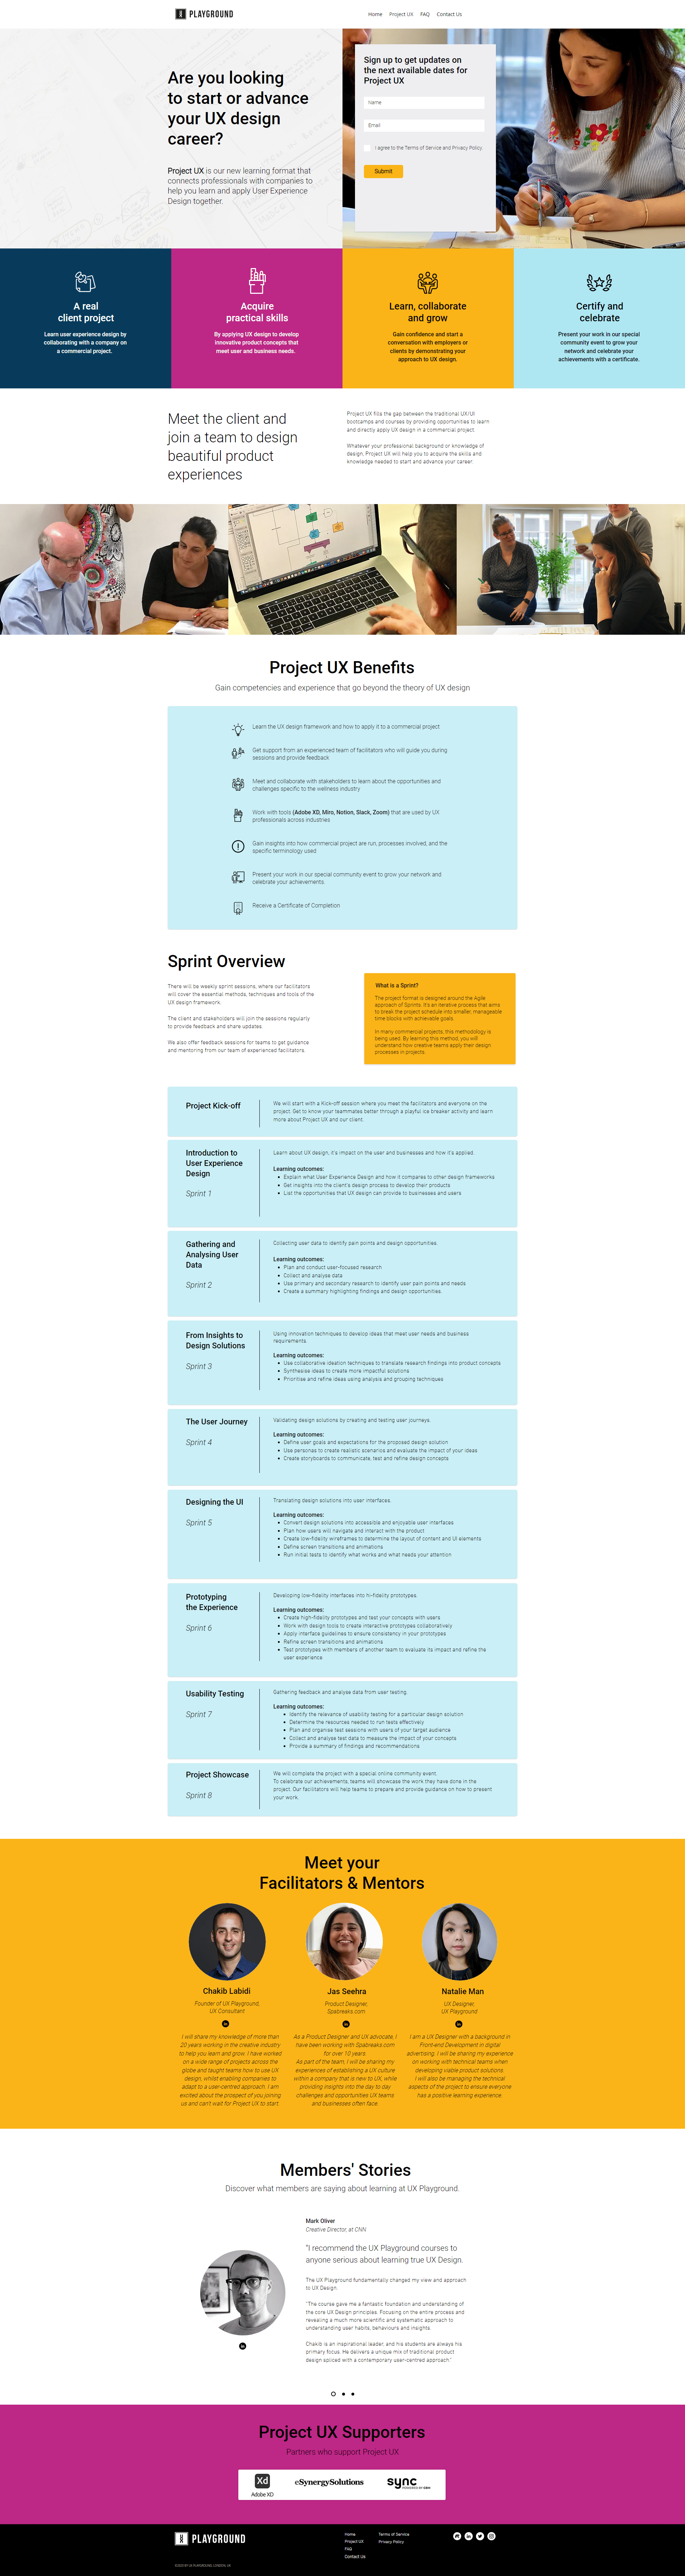 PLAYGROUND
Home Project UX FAQ Contact Us
Are you looking
to start or advance
your UX design
career?
Project UX is our new learning format that
connects professionals with companies to
help you learn and apply User Experience
Design together.
Sign up to get updates on
the next available dates for
Project UX
Name
Email
I agree to the Terms of Service and Privacy Policy.
Submit
A real
client project
Learn user experience design by
collaborating with a company on
a commercial project.
Acquire
practical skills
By applying UX design to develop
innovative product concepts that
meet user and business needs.
Learn, collaborate
and grow
Gain confidence and start a
conversation with employers or
clients by demonstrating your
approach to UX design.
Certify and
celebrate
Present your work in our special
community event to grow your
network and celebrate your
achievements with a certificate.
Meet the client and
join a team to design
beautiful product
experiences
Project UX fills the gap between the traditional UX/UI
bootcamps and courses by providing opportunities to learn
and directly apply UX design in a commercial project.
Whatever your professional background or knowledge of
design, Project UX will help you to acquire the skills and
knowledge needed to start and advance your career.
Project UX Benefits
Gain competencies and experience that go beyond the theory of UX design
Learn the UX design framework and how to apply it to a commercial project
Get support from an experienced team of facilitators who will guide you during
sessions and provide feedback
Meet and collaborate with stakeholders to learn about the opportunities and
challenges specific to the wellness industry
Work with tools (Adobe XD, Miro, Notion, Slack, Zoom) that are used by UX
professionals across industries
Gain insights into how commercial project are run, processes involved, and the
specific terminology used
Present your work in our special community event to grow your network and
celebrate your achievements.
Receive a Certificate of Completion
Sprint Overview
There will be weekly sprint sessions, where our facilitators
will cover the essential methods, techniques and tools of the
UX design framework.
The client and stakeholders will join the sessions regularly
to provide feedback and share updates.
We also offer feedback sessions for teams to get guidance
and mentoring from our team of experienced facilitators.
What is a Sprint?
The project format is designed around the Agile
approach of Sprints. It's an iterative process that aims
to break the project schedule into smaller, manageable
time blocks with achievable goals.
In many commercial projects, this methodology is
being used. By learning this method, you will
understand how creative teams apply their design
processes in projects.
Project Kick-off
We will start with a Kick-off session where you meet the facilitators and everyone on the
project. Get to know your teammates better through a playful ice breaker activity and learn
more about Project UX and our client.
Introduction to
User Experience
Design
Sprint 1
Learn about UX design, it's impact on the user and businesses and how it's applied.
Learning outcomes:
Explain what User Experience Design and how it compares to other design frameworks
Get insights into the client's design process to develop their products
List the opportunities that UX design can provide to businesses and users
Gathering and
Analysing User
Data
Sprint 2
Collecting user data to identify pain points and design opportunities.
Learning outcomes:
Plan and conduct user-focused research
Collect and analyse data
Use primary and secondary research to identify user pain points and needs
Create a summary highlighting findings and design opportunities.
From Insights to
Design Solutions
Sprint 3
Using innovation techniques to develop ideas that meet user needs and business
requirements.
Learning outcomes:
Use collaborative ideation techniques to translate research findings into product concepts
Synthesise ideas to create more impactful solutions
Prioritise and refine ideas using analysis and grouping techniques
The User Journey
Sprint 4
Validating design solutions by creating and testing user journeys.
Learning outcomes:
Define user goals and expectations for the proposed design solution
Use personas to create realistic scenarios and evaluate the impact of your ideas
Create storyboards to communicate, test and refine design concepts
Designing the UI
Sprint 5
Translating design solutions into user interfaces.
Learning outcomes:
Convert design solutions into accessible and enjoyable user interfaces
Plan how users will navigate and interact with the product
Create low-fidelity wireframes to determine the layout of content and UI elements
Define screen transitions and animations
Run initial tests to identify what works and what needs your attention
Prototyping
the Experience
Sprint 6
Developing low-fidelity interfaces into hi-fidelity prototypes.
Learning outcomes:
Create high-fidelity prototypes and test your concepts with users
Work with design tools to create interactive prototypes collaboratively
Apply interface guidelines to ensure consistency in your prototypes
Refine screen transitions and animations
Test prototypes with members of another team to evaluate its impact and refine the
user experience
Usability Testing
Sprint 7
Gathering feedback and analyse data from user testing.
Learning outcomes:
Identify the relevance of usability testing for a particular design solution
Determine the resources needed to run tests effectively
Plan and organise test sessions with users of your target audience
Collect and analyse test data to measure the impact of your concepts
Provide a summary of findings and recommendations
Project Showcase
Sprint 8
We will complete the project with a special online community event.
To celebrate our achievements, teams will showcase the work they have done in the
project. Our facilitators will help teams to prepare and provide guidance on how to present
your work.
Meet your
Facilitators & Mentors
Chakib Labidi
Founder of UX Playground,
UX Consultant
in
I will share my knowledge of more than
20 years working in the creative industry
to help you learn and grow. I have worked
on a wide range of projects across the
globe and taught teams how to use UX
design, whilst enabling companies to
adapt to a user-centred approach. I am
excited about the prospect of you joining
us and can't wait for Project UX to start.
Jas Seehra
Product Designer,
Spabreaks.com
in
As a Product Designer and UX advocate, I
have been working with Spabreaks.com
for over 10 years.
As part of the team, I will be sharing my
experiences of establishing a UX culture
within a company that is new to UX, while
providing insights into the day to day
challenges and opportunities UX teams
and businesses often face.
Natalie Man
UX Designer,
UX Playground
in
I am a UX Designer with a background in
Front-end Development in digital
advertising. I will be sharing my experience
on working with technical teams when
developing viable product solutions.
I will also be managing the technical
aspects of the project to ensure everyone
has a positive learning experience.
Members' Stories
Discover what members are saying about learning at UX Playground.
Mark Oliver
Creative Director, at CNN
"I recommend the UX Playground courses to
anyone serious about learning true UX Design.
The UX Playground fundamentally changed my view and approach
to UX Design.
"The course gave me a fantastic foundation and understanding of
the core UX Design principles. Focusing on the entire process and
revealing a much more scientific and systematic approach to
understanding user habits, behaviours and insights.
Chakib is an inspirational leader, and his students are always his
primary focus. He delivers a unique mix of traditional product
design spliced with a contemporary user-centred approach."
in
Project UX Supporters
Partners who support Project UX
Xd
Adobe XD
eSynergySolutions
sync
POWERED BY
PLAYGROUND
Home
Project UX
FAQ
Contact Us
Terms of Service
Privacy Policy